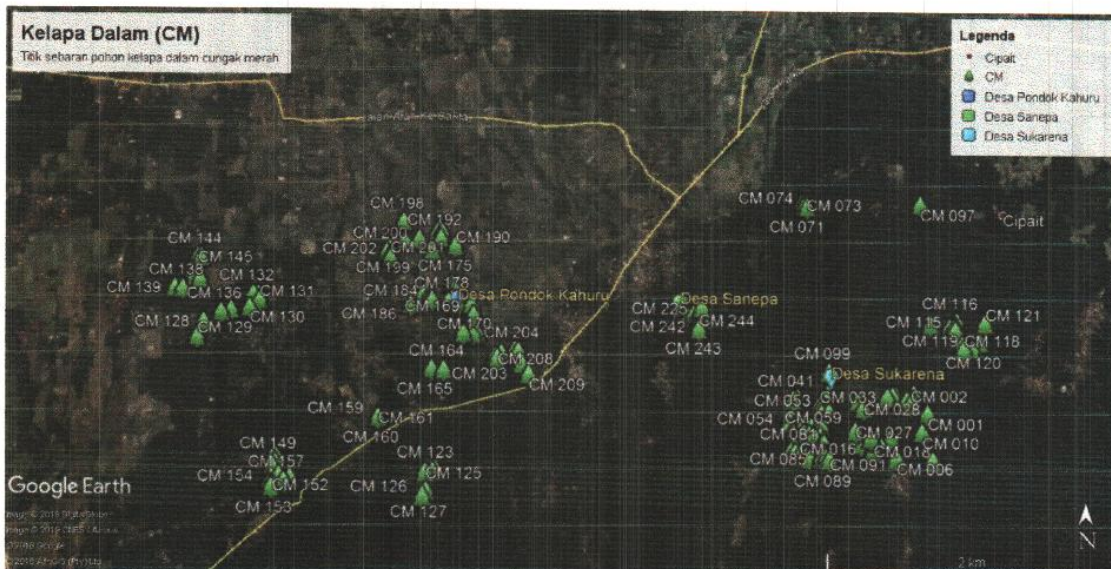 Kelapa Dalam (CM)
Titik sebaran pohon kelapa dalam cungak merah
Legenda
Cipait
CM
Desa Pondok Kahuru
Desa Sanepa
Desa Sukarena
CM 198
CM 192
CM 200
CM 201
CM 190
CM 202
CM 199
CM 175
CM 178
CM 184
CM 169
Desa Pondok Kahuru
CM 186
CM 170
CM 204
CM 164
CM 208
CM 203
CM 165
CM 209
CM 144
CM 145
CM 138
CM 132
CM 139
CM 136
CM 131
CM 130
CM 128
CM 129
CM 159
CM 161
CM 160
CM 149
CM 157
CM 154
CM 152
CM 153
CM 123
CM 125
CM 126
CM 127
CM 074
CM 073
CM 071
CM 097
Cipait
Desa Sanepa
CM 225
CM 242
CM 244
CM 243
CM 116
CM 115
CM 121
CM 119
CM 118
CM 120
CM 099
CM 041
Desa Sukarena
CM 053
CM 033
CM 002
CM 028
CM 054
CM 059
CM 001
CM 081
CM 027
CM 010
CM 016
CM 018
CM 085
CM 091
CM 006
CM 089
Google Earth
N
2 km